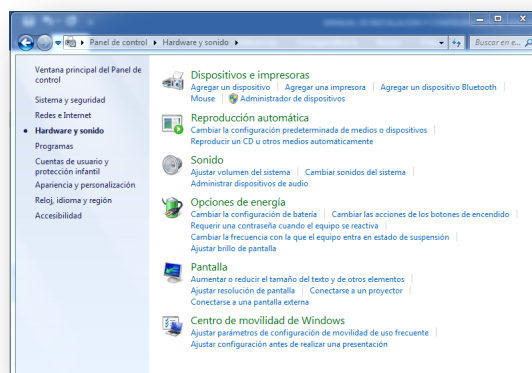 Panel de control Hardware y sonido
Buscar en e...
Ventana principal del Panel de
control
Sistema y seguridad
Redes e Internet
Hardware y sonido
Programas
Cuentas de usuario y
protección infantil
Apariencia y personalización
Reloj, idioma y región
Accesibilidad
Dispositivos e impresoras
Agregar un dispositivo Agregar una impresora Agregar un dispositivo Bluetooth
Mouse Administrador de dispositivos
Reproducción automática
Cambiar la configuración predeterminada de medios o dispositivos
Reproducir un CD u otros medios automáticamente
Sonido
Ajustar volumen del sistema Cambiar sonidos del sistema
Administrar dispositivos de audio
Opciones de energía
Cambiar la configuración de batería Cambiar las acciones de los botones de encendido
Requerir una contraseña cuando el equipo se reactiva
Cambiar la frecuencia con la que el equipo entra en estado de suspensión
Ajustar brillo de pantalla
Pantalla
Aumentar o reducir el tamaño del texto y de otros elementos
Ajustar resolución de pantalla Conectarse a un proyector
Conectarse a una pantalla externa
Centro de movilidad de Windows
Ajustar parámetros de configuración de movilidad de uso frecuente
Ajustar configuración antes de realizar una presentación